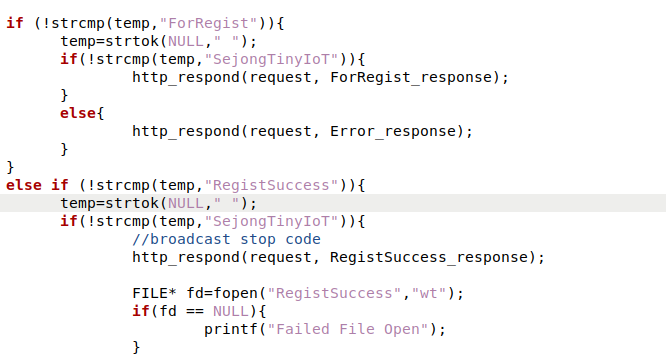 if (!strcmp(temp,"ForRegist")){
temp=strtok(NULL," ");
if(!strcmp(temp,"SejongTinyIoT")){
http_respond(request, ForRegist_response);
}
else{
http_respond(request, Error_response);
}
}
else if (!strcmp(temp,"RegistSuccess")){
temp=strtok(NULL," ");
if(!strcmp(temp,"SejongTinyIoT")){
//broadcast stop code
http_respond(request, RegistSuccess_response);
FILE* fd=fopen("RegistSuccess","wt");
if(fd == NULL){
printf("Failed File Open");
}